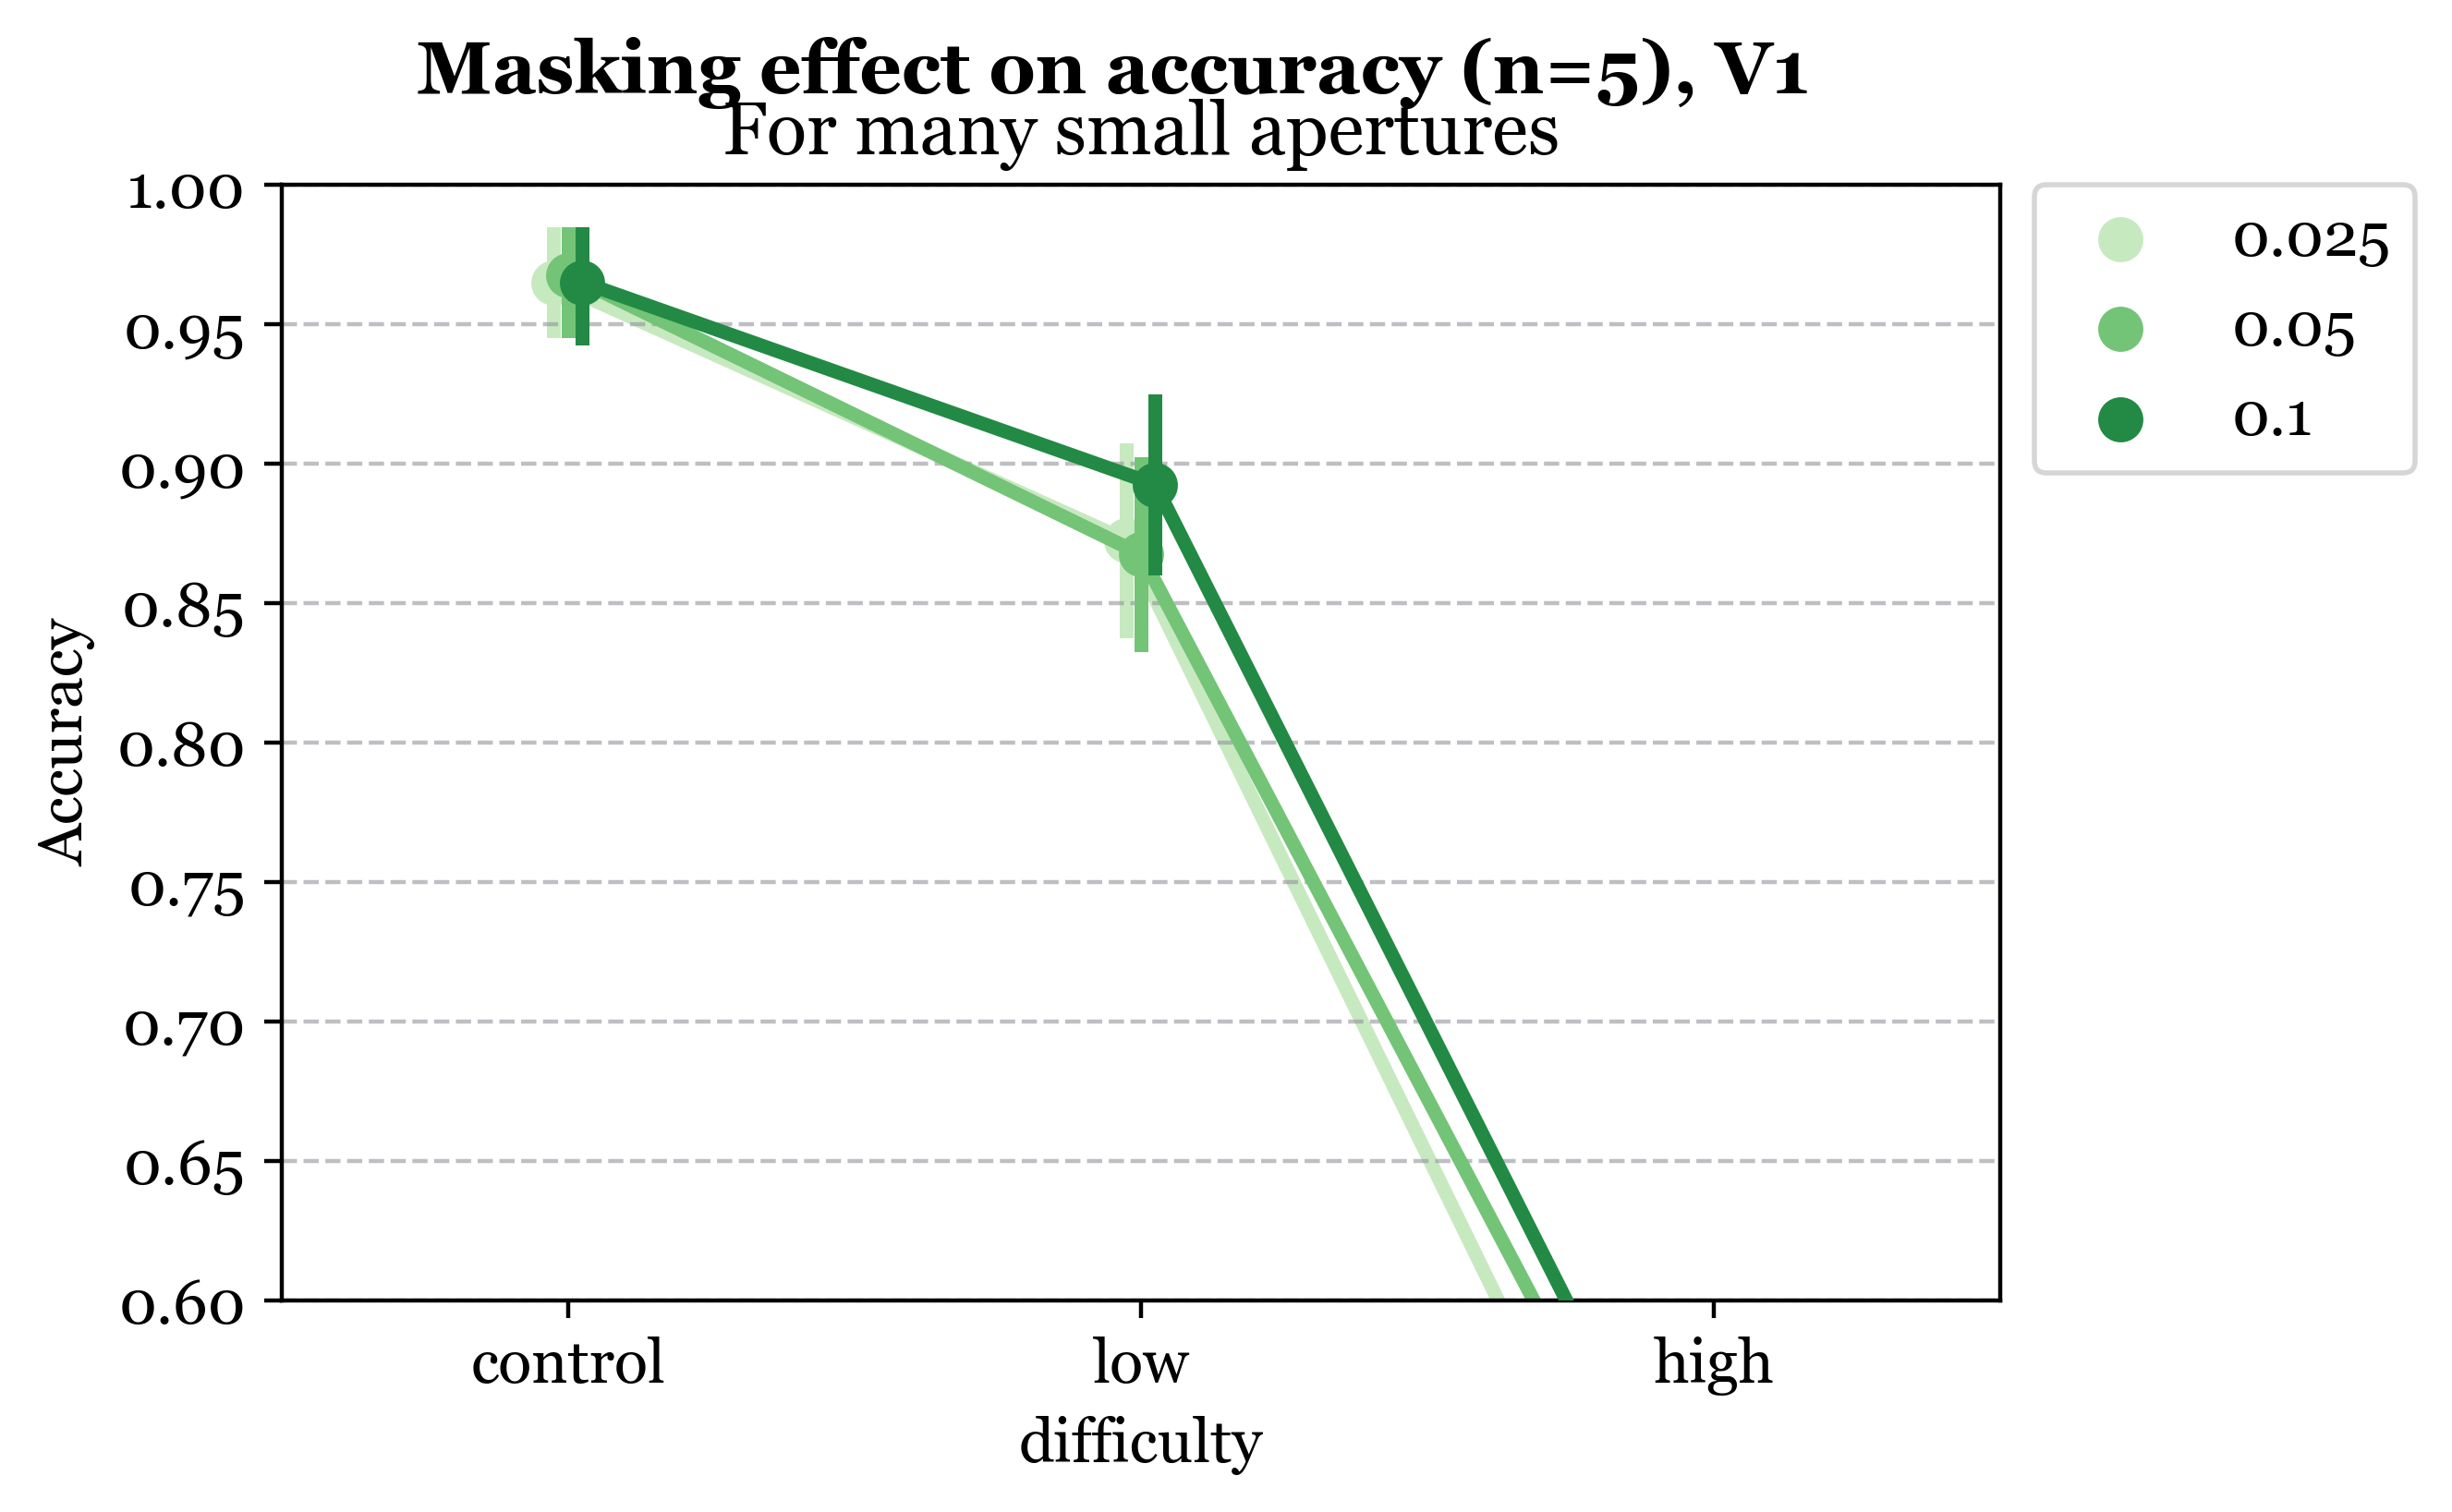 Masking effect on accuracy (n=5), V1
For many small apertures
1.00
0.95
0.90
0.85
0.80
0.75
0.70
0.65
0.60
Accuracy
control
low
high
difficulty
0.025
0.05
0.1